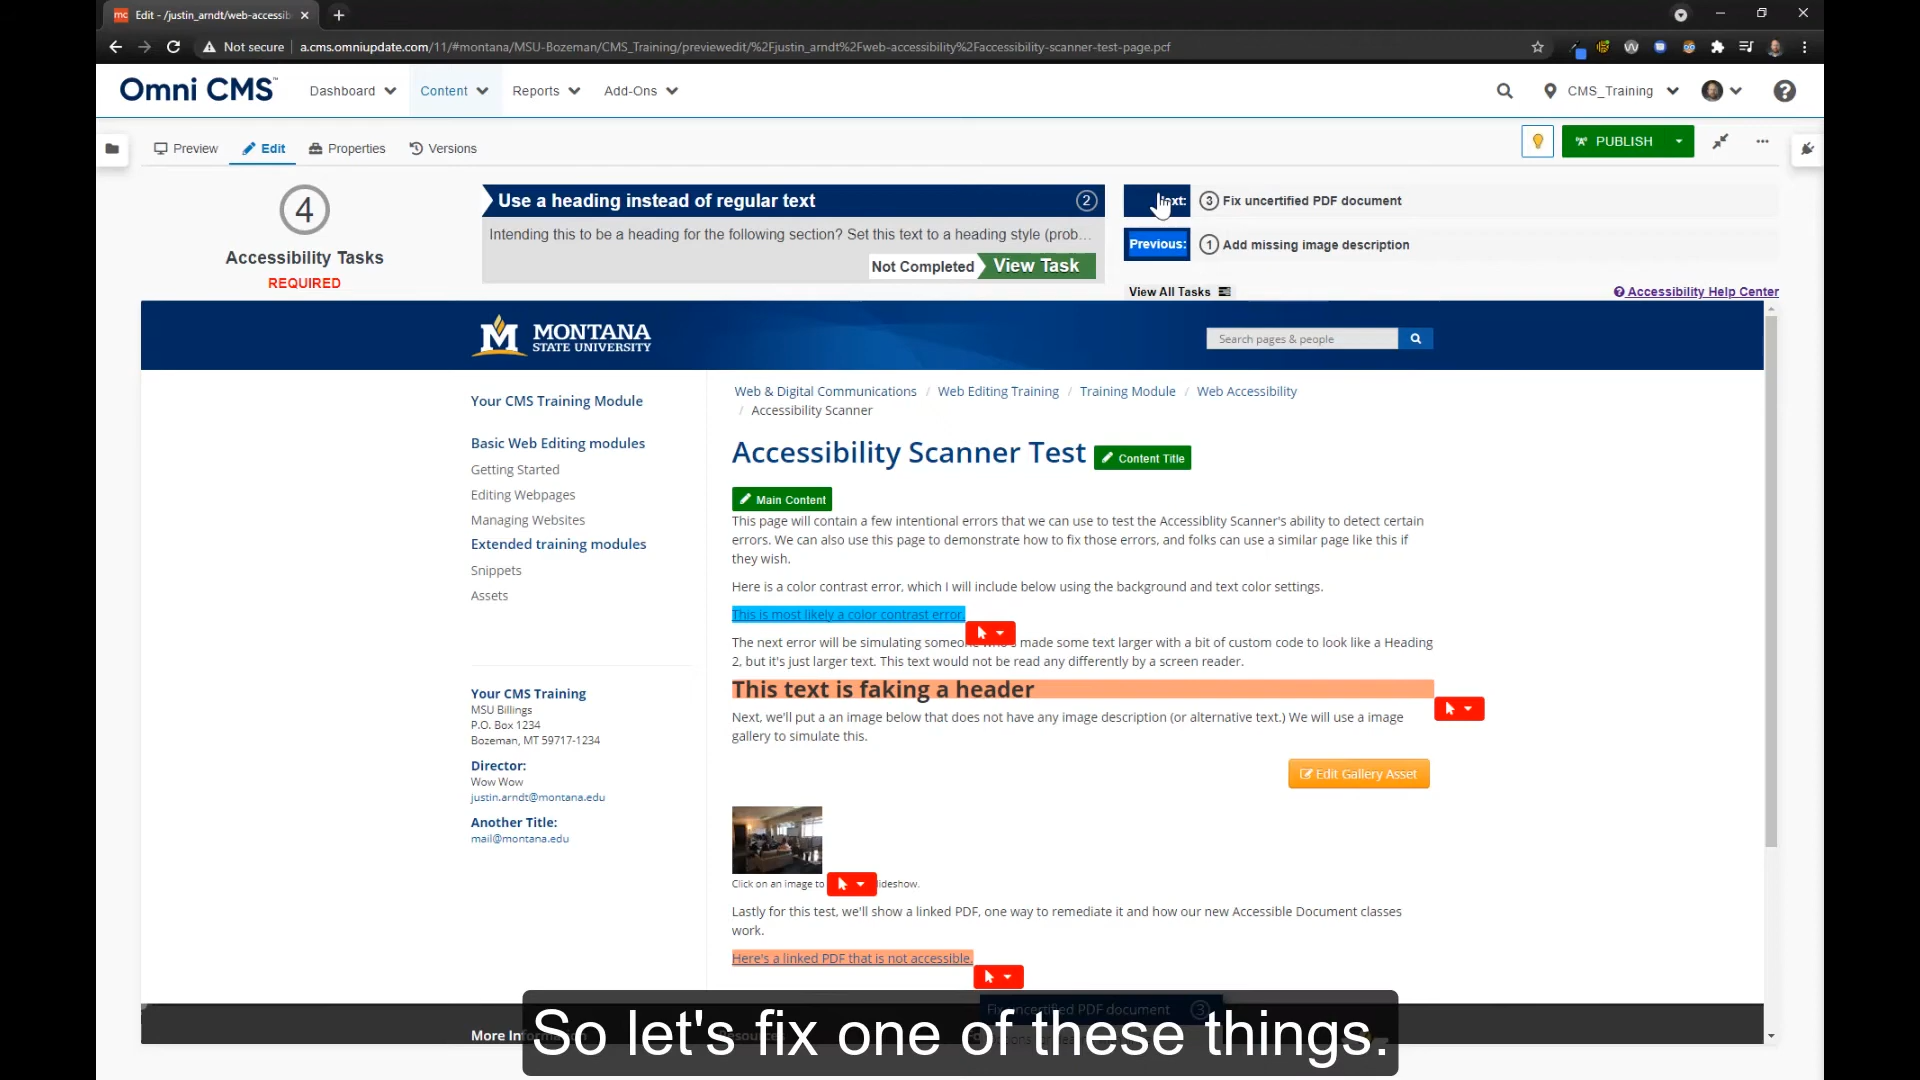 mc Edit - /justin_arndt/web-accessib
Not secure a.cms.omniupdate.com/11/#montana/MSU-Bozeman/CMS_Training/previewedit/%2Fjustin_arndt%2Fweb-accessibility%2Faccessibility-scanner-test-page.pcf
Omni CMS™ Dashboard Content Reports Add-Ons CMS_Training
Preview Edit Properties Versions PUBLISH
4
Accessibility Tasks
REQUIRED
Use a heading instead of regular text 2
Intending this to be a heading for the following section? Set this text to a heading style (prob...
Not Completed View Task
3 Fix uncertified PDF document
Previous: 1 Add missing image description
View All Tasks
Accessibility Help Center
M MONTANA
STATE UNIVERSITY
Search pages & people
Your CMS Training Module
Basic Web Editing modules
Getting Started
Editing Webpages
Managing Websites
Extended training modules
Snippets
Assets
Your CMS Training
MSU Billings
P.O. Box 1234
Bozeman, MT 59717-1234
Director:
Wow Wow
justin.arndt@montana.edu
Another Title:
mail@montana.edu
Web & Digital Communications / Web Editing Training / Training Module / Web Accessibility
/ Accessibility Scanner
Accessibility Scanner Test Content Title
Main Content
This page will contain a few intentional errors that we can use to test the Accessiblity Scanner's ability to detect certain
errors. We can also use this page to demonstrate how to fix those errors, and folks can use a similar page like this if
they wish.
Here is a color contrast error, which I will include below using the background and text color settings.
This is most likely a color contrast error.
The next error will be simulating someone who's made some text larger with a bit of custom code to look like a Heading
2, but it's just larger text. This text would not be read any differently by a screen reader.
This text is faking a header
Next, we'll put a an image below that does not have any image description (or alternative text.) We will use a image
gallery to simulate this.
Edit Gallery Asset
Click on an image to
Lastly for this test, we'll show a linked PDF, one way to remediate it and how our new Accessible Document classes
work.
Here's a linked PDF that is not accessible.
Fix uncertified PDF document 3
More
So let's fix one of these things.